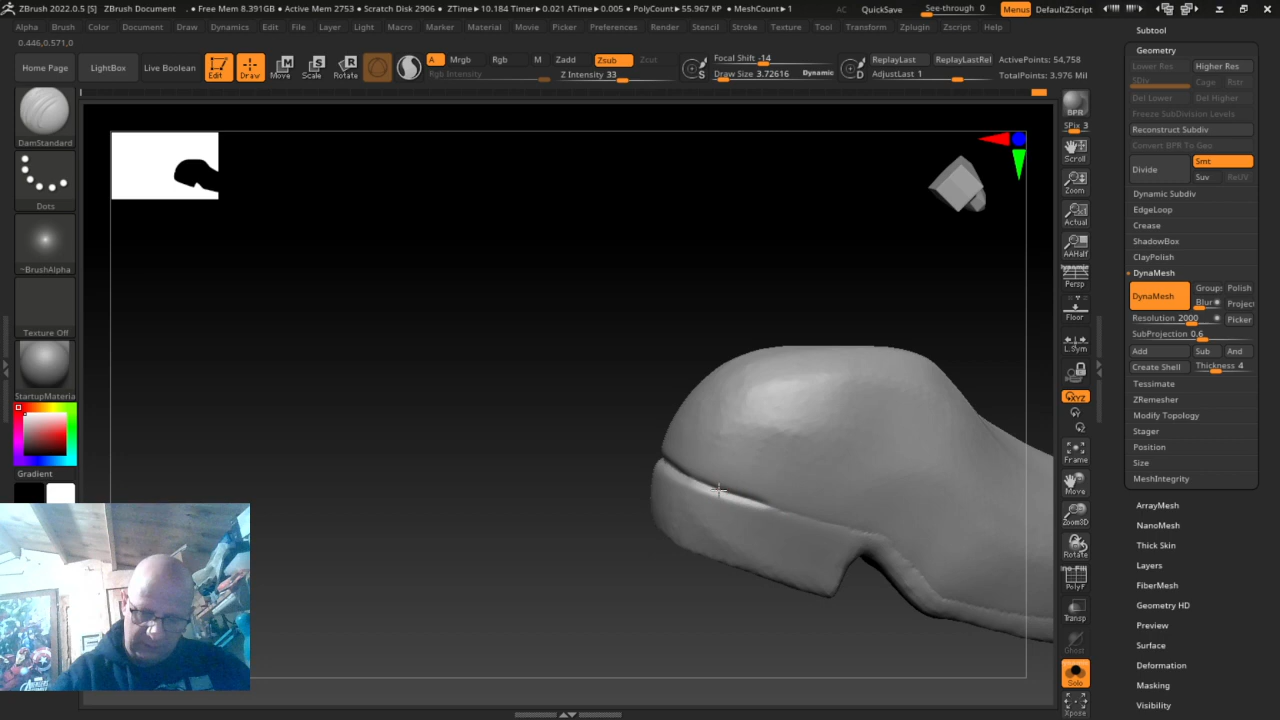 ZBrush 2022.0.5 [S] ZBrush Document . ● Free Mem 8.391GB ● Active Mem 2753 ● Scratch Disk 2906 ● ZTime▸10.184 Timer▸0.021 ATime▸0.005 ● PolyCount▸55.967 KP ● MeshCount▸1 AC QuickSave See-through 0 Menus DefaultZScript
Alpha Brush Color Document Draw Dynamics Edit File Layer Light Macro Marker Material Movie Picker Preferences Render Stencil Stroke Texture Tool Transform Zplugin Zscript Help
0.446,0.571,0
Home Page LightBox Live Boolean Edit Draw Move Scale Rotate
A Mrgb Rgb M Zadd Zsub Zcut
Rgb Intensity Z Intensity 33
S Focal Shift -14
Draw Size 3.72616 Dynamic
D ReplayLast ReplayLastRel
AdjustLast 1
ActivePoints: 54,758
TotalPoints: 3.976 Mil
DamStandard
Dots
~BrushAlpha
Texture Off
StartupMateria
Gradient
BPR
SPix 3
Scroll
Zoom
Actual
AAHalf
Dynamic
Persp
Floor
L.Sym
XYZ
Y
Z
Frame
Move
Zoom3D
Rotate
PolyF
Transp
Ghost
Solo
Xpose
Subtool
Geometry
Lower Res Higher Res
SDiv Cage Rstr
Del Lower Del Higher
Freeze SubDivision Levels
Reconstruct Subdiv
Convert BPR To Geo
Divide Smt
Suv ReUV
Dynamic Subdiv
EdgeLoop
Crease
ShadowBox
ClayPolish
DynaMesh
DynaMesh Groups Polish
Blur Project
Resolution 2000 Picker
SubProjection 0.6
Add Sub And
Create Shell Thickness 4
Tessimate
ZRemesher
Modify Topology
Stager
Position
Size
MeshIntegrity
ArrayMesh
NanoMesh
Thick Skin
Layers
FiberMesh
Geometry HD
Preview
Surface
Deformation
Masking
Visibility